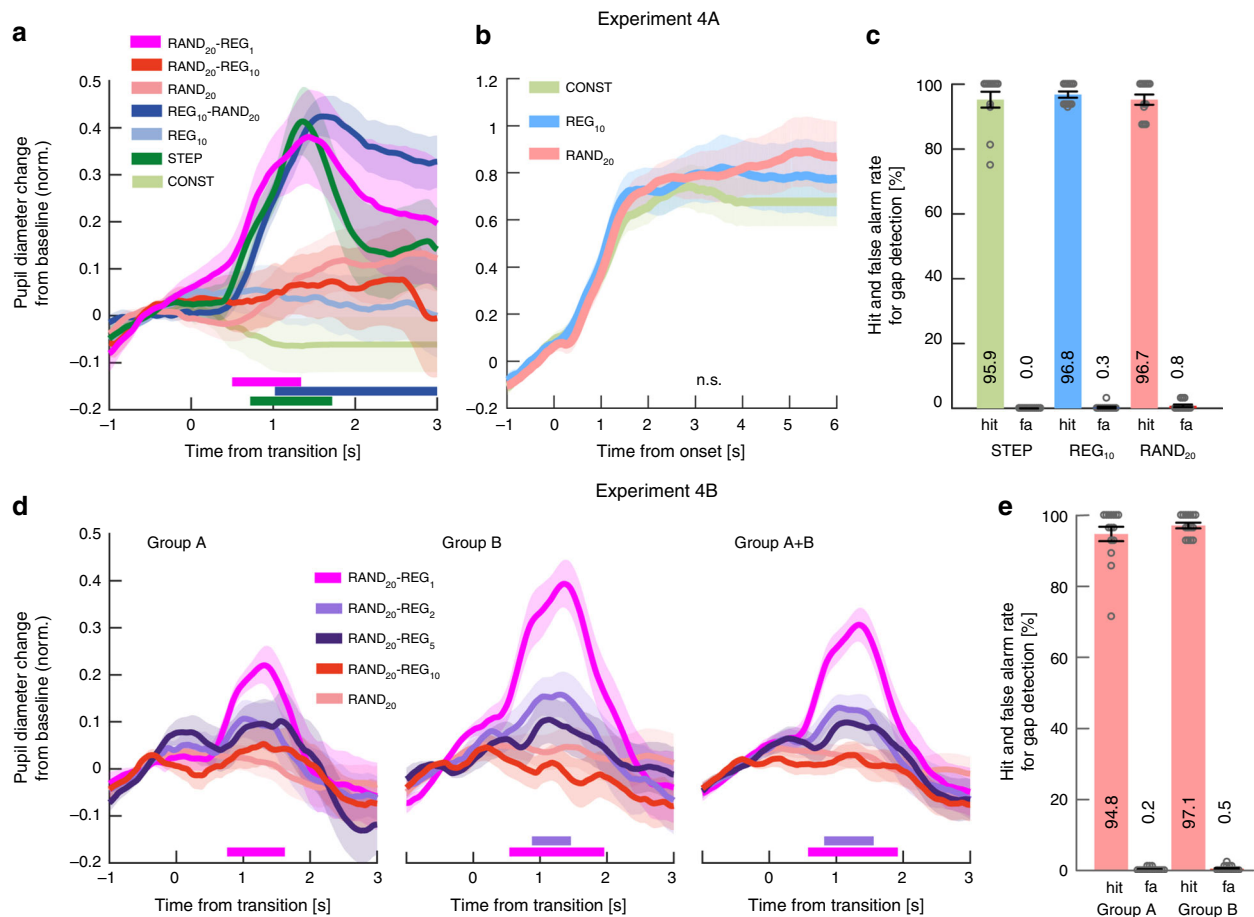 Experiment 4A
a
RAND₂₀-REG₁
RAND₂₀-REG₁₀
RAND₂₀
REG₁₀-RAND₂₀
REG₁₀
STEP
CONST
Pupil diameter change
from baseline (norm.)
0.5
0.4
0.3
0.2
0.1
0
−0.1
−0.2
−1 0 1 2 3
Time from transition [s]
b
CONST
REG₁₀
RAND₂₀
1.2
1
0.8
0.6
0.4
0.2
0
−0.2
n.s.
−1 0 1 2 3 4 5 6
Time from onset [s]
c
Hit and false alarm rate
for gap detection [%]
100
80
60
40
20
0
95.9 0.0 96.8 0.3 96.7 0.8
hit fa hit fa hit fa
STEP REG₁₀ RAND₂₀
Experiment 4B
d
Group A Group B Group A+B
RAND₂₀-REG₁
RAND₂₀-REG₂
RAND₂₀-REG₅
RAND₂₀-REG₁₀
RAND₂₀
Pupil diameter change
from baseline (norm.)
0.5
0.4
0.3
0.2
0.1
0
−0.1
−0.2
−1 0 1 2 3 0 1 2 3 0 1 2 3
Time from transition [s] Time from transition [s] Time from transition [s]
e
Hit and false alarm rate
for gap detection [%]
100
80
60
40
20
0
94.8 0.2 97.1 0.5
hit fa hit fa
Group A Group B